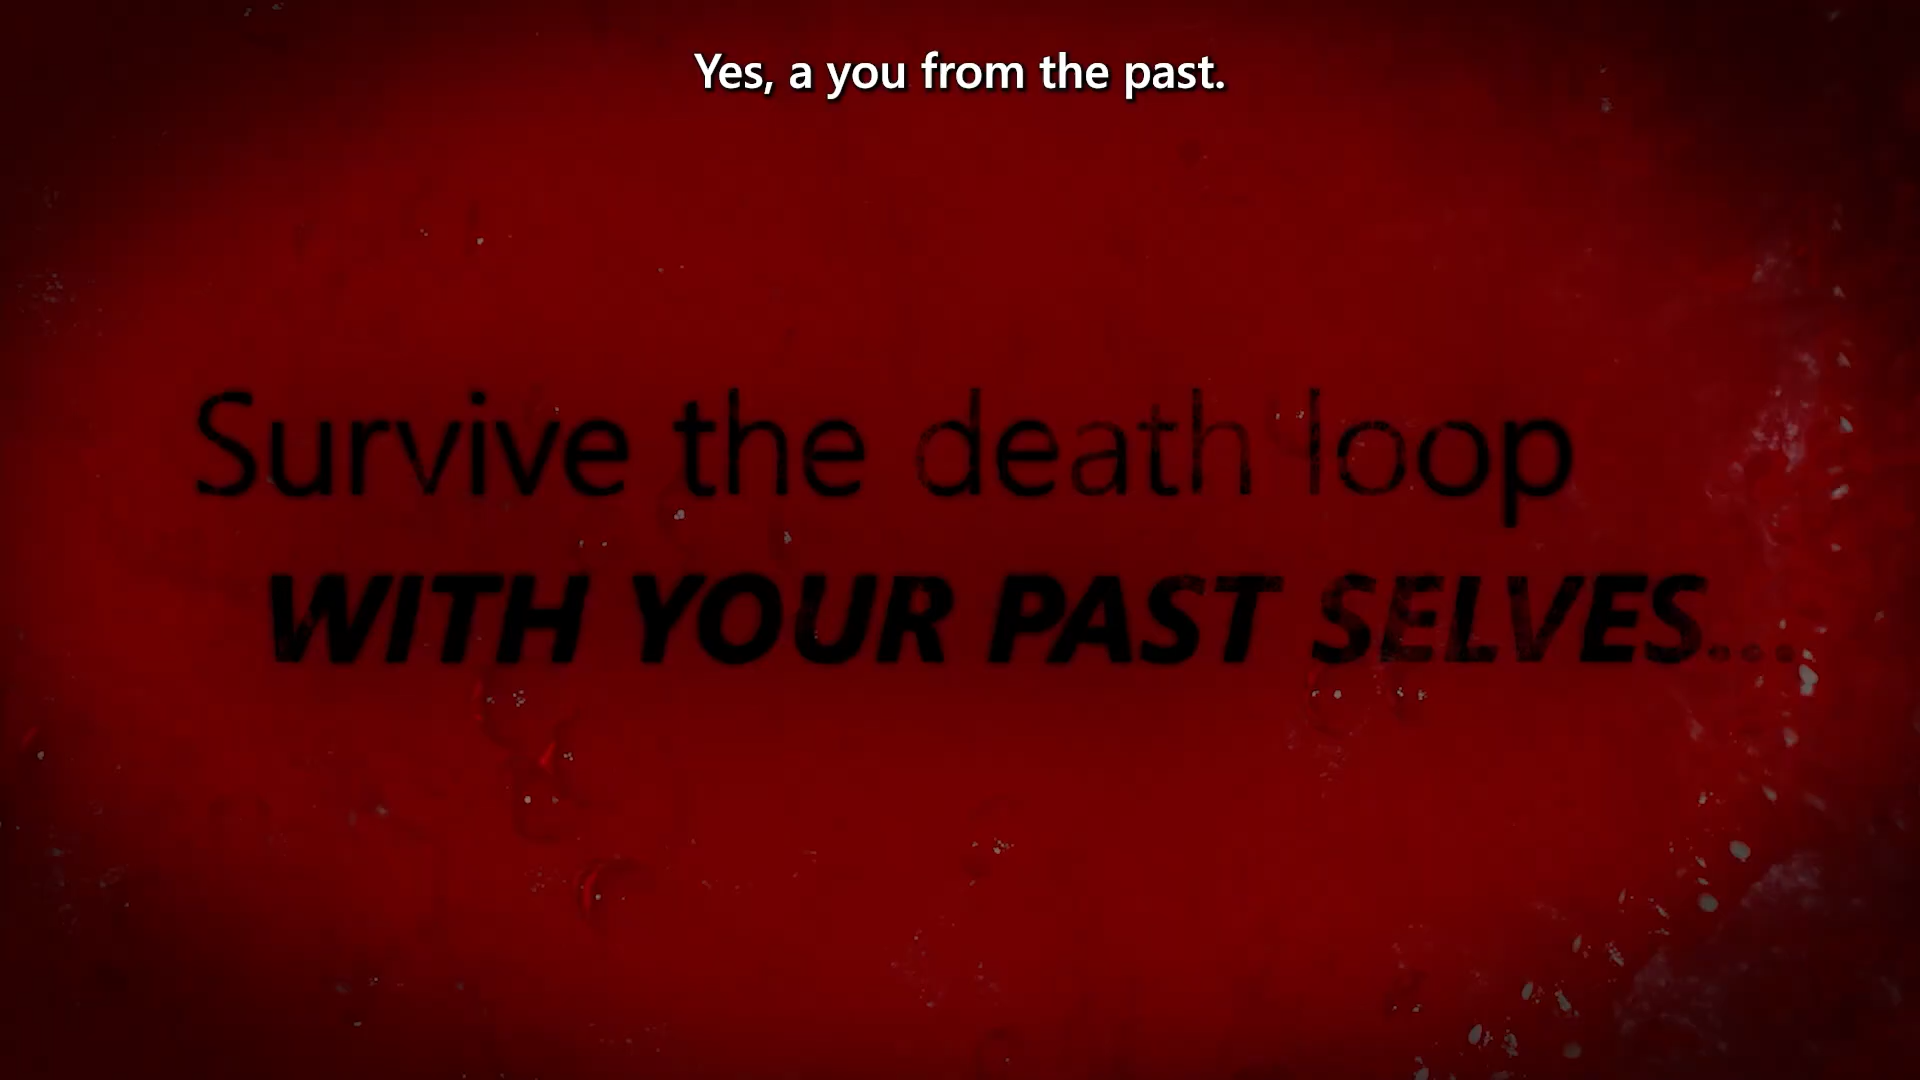 Yes, a you from the past.
Survive the death loop
WITH YOUR PAST SELVES...